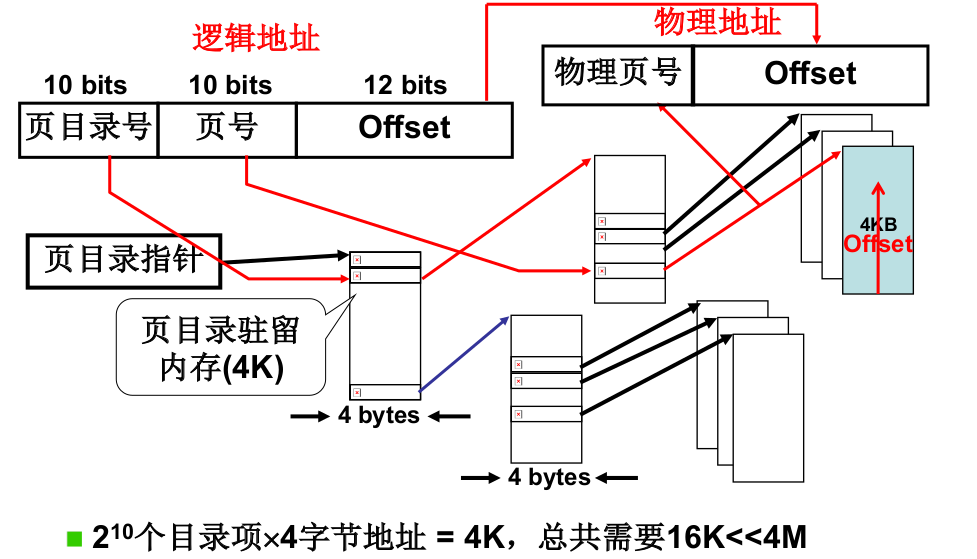 逻辑地址
物理地址
10 bits 10 bits 12 bits
页目录号 页号 Offset
物理页号 Offset
4KB
Offset
页目录指针
页目录驻留
内存(4K)
4 bytes
4 bytes
2¹⁰个目录项×4字节地址 = 4K，总共需要16K<<4M